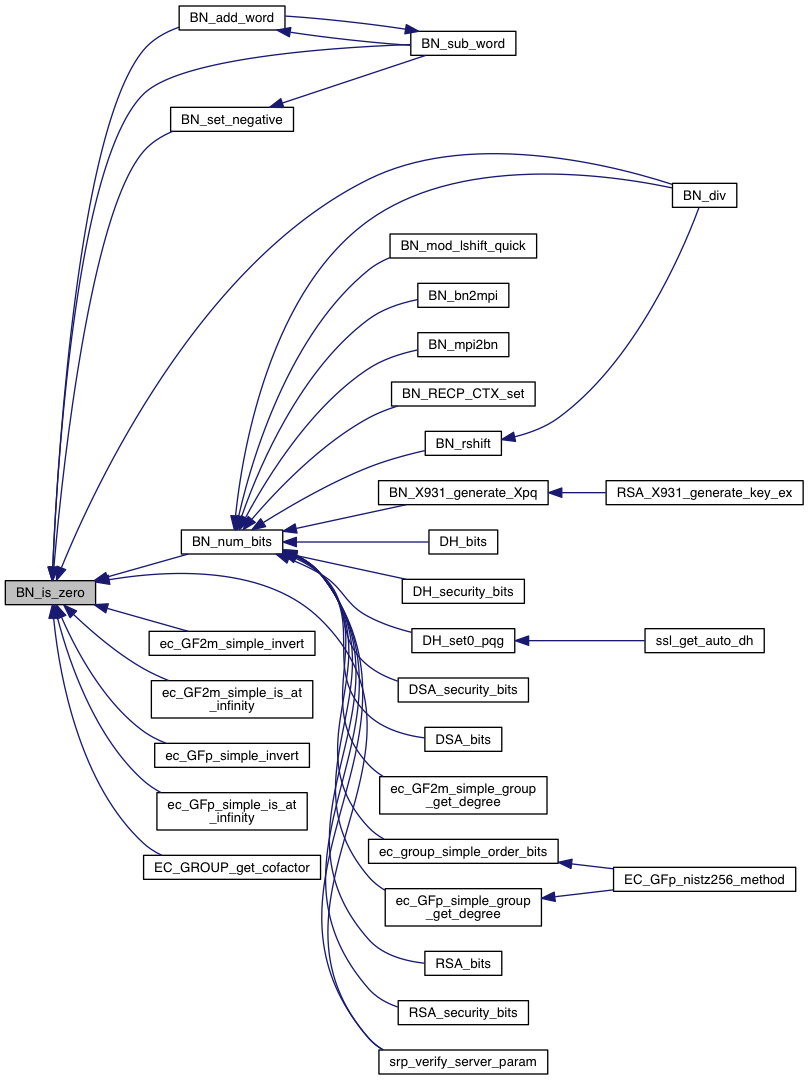 BN_add_word
BN_sub_word
BN_set_negative
BN_div
BN_mod_lshift_quick
BN_bn2mpi
BN_mpi2bn
BN_RECP_CTX_set
BN_rshift
BN_X931_generate_Xpq
RSA_X931_generate_key_ex
BN_num_bits
DH_bits
BN_is_zero
DH_security_bits
ec_GF2m_simple_invert
DH_set0_pqg
ssl_get_auto_dh
ec_GF2m_simple_is_at
_infinity
DSA_security_bits
DSA_bits
ec_GFp_simple_invert
ec_GF2m_simple_group
_get_degree
ec_GFp_simple_is_at
_infinity
ec_group_simple_order_bits
EC_GROUP_get_cofactor
EC_GFp_nistz256_method
ec_GFp_simple_group
_get_degree
RSA_bits
RSA_security_bits
srp_verify_server_param